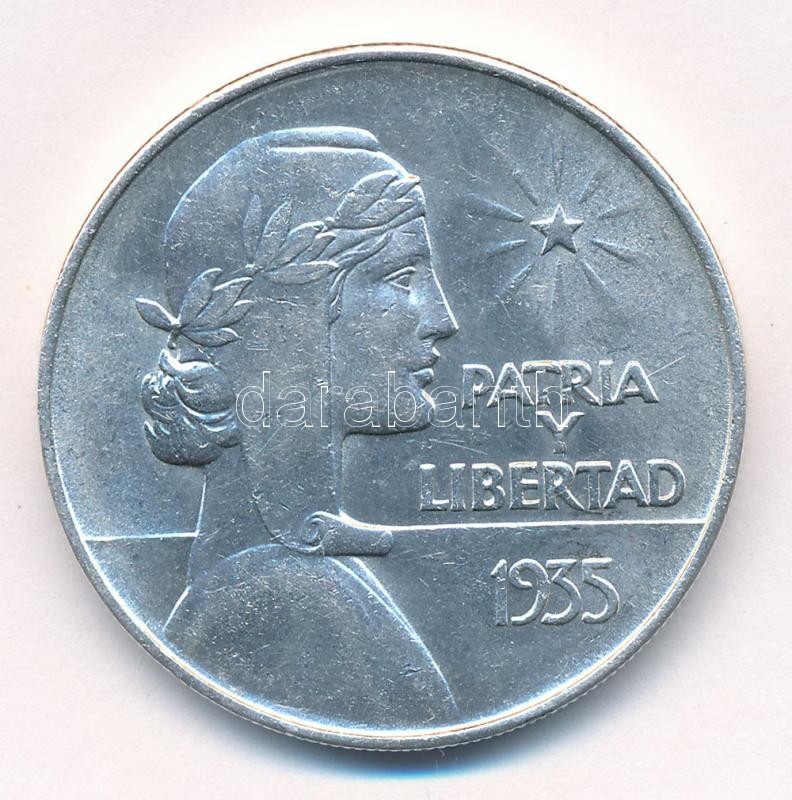 PATRIA
Y
LIBERTAD
1935
darabanth